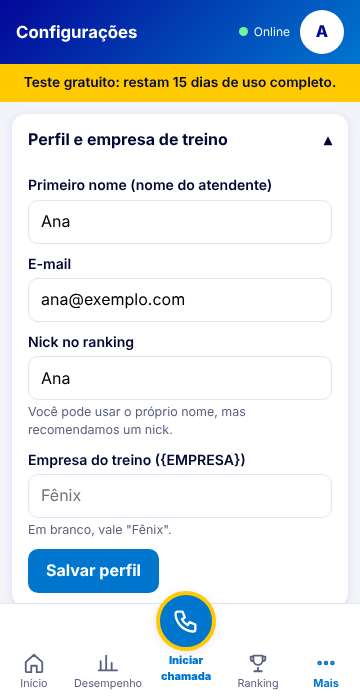 Configurações
Online
A
Teste gratuito: restam 15 dias de uso completo.
Perfil e empresa de treino
Primeiro nome (nome do atendente)
Ana
E-mail
ana@exemplo.com
Nick no ranking
Ana
Você pode usar o próprio nome, mas
recomendamos um nick.
Empresa do treino ({EMPRESA})
Fênix
Em branco, vale "Fênix".
Salvar perfil
Início
Desempenho
Iniciar
chamada
Ranking
Mais